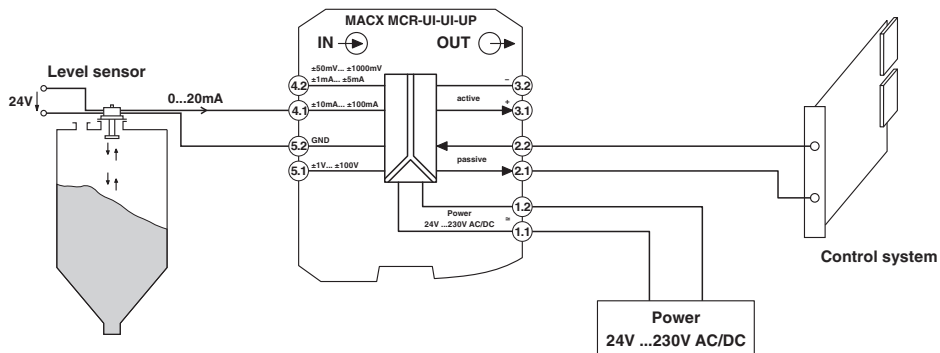 MACX MCR-UI-UI-UP
IN
OUT
Level sensor
24V
0...20mA
±50mV... ±1000mV
±1mA... ±5mA
±10mA... ±100mA
GND
±1V... ±100V
4.2
4.1
5.2
5.1
−
3.2
active
+
3.1
2.2
passive
2.1
1.2
Power
24V ...230V AC/DC
≂
1.1
Control system
Power
24V ...230V AC/DC